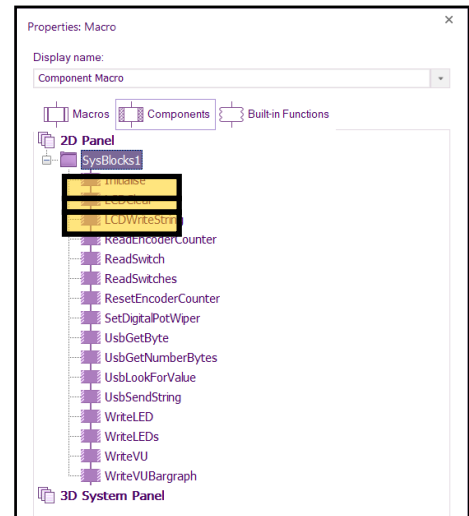 Properties: Macro
Display name:
Component Macro
Macros Components Built-in Functions
2D Panel
SysBlocks1
Initialise
LCDClear
LCDWriteString
ReadEncoderCounter
ReadSwitch
ReadSwitches
ResetEncoderCounter
SetDigitalPotWiper
UsbGetByte
UsbGetNumberBytes
UsbLookForValue
UsbSendString
WriteLED
WriteLEDs
WriteVU
WriteVUBargraph
3D System Panel